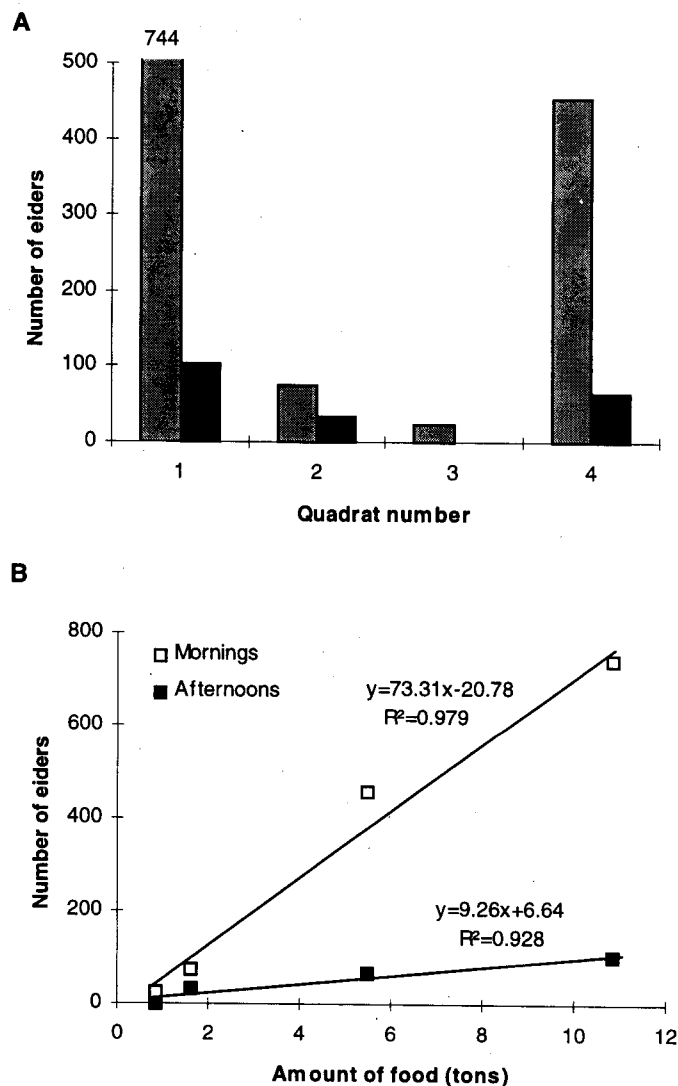 A
744
500
400
300
200
100
0
Number of eiders
1 2 3 4
Quadrat number
B
800
600
400
200
0
Number of eiders
Mornings
Afternoons
y=73.31x-20.78
R²=0.979
y=9.26x+6.64
R²=0.928
0 2 4 6 8 10 12
Amount of food (tons)